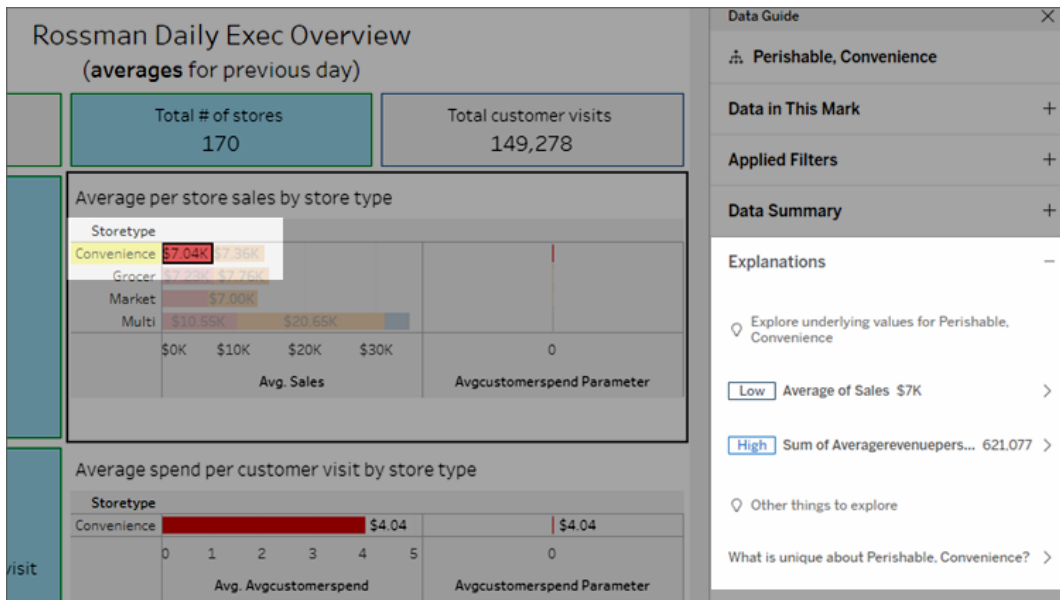 Rossman Daily Exec Overview
(averages for previous day)
Total # of stores
170
Total customer visits
149,278
Average per store sales by store type
Storetype
Convenience $7.04K $7.36K
Grocer $7.23K $7.76K
Market $7.00K
Multi $10.55K $20.65K
$0K $10K $20K $30K 0
Avg. Sales Avgcustomerspend Parameter
Average spend per customer visit by store type
Storetype
Convenience $4.04 $4.04
0 1 2 3 4 5 0
Avg. Avgcustomerspend Avgcustomerspend Parameter
visit
Data Guide
Perishable, Convenience
Data in This Mark
Applied Filters
Data Summary
Explanations
Explore underlying values for Perishable,
Convenience
Low Average of Sales $7K
High Sum of Averagerevenuepers... 621,077
Other things to explore
What is unique about Perishable, Convenience?